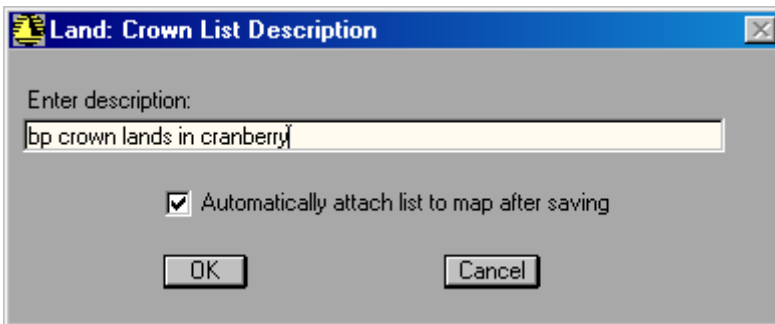 Land: Crown List Description
Enter description:
bp crown lands in cranberry
Automatically attach list to map after saving
OK Cancel